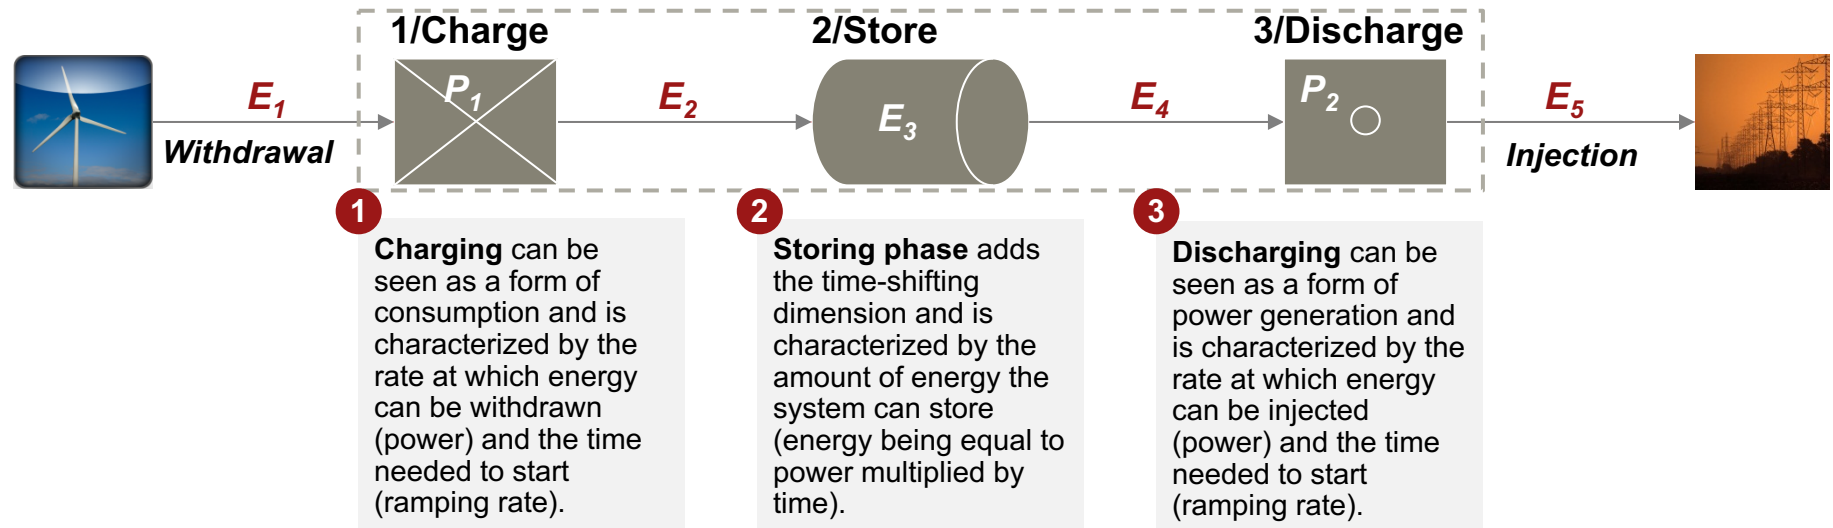 1/Charge
2/Store
3/Discharge
E1
P1
E2
E3
E4
P2
E5
Withdrawal
Injection
1
Charging can be
seen as a form of
consumption and is
characterized by the
rate at which energy
can be withdrawn
(power) and the time
needed to start
(ramping rate).
2
Storing phase adds
the time-shifting
dimension and is
characterized by the
amount of energy the
system can store
(energy being equal to
power multiplied by
time).
3
Discharging can be
seen as a form of
power generation and
is characterized by the
rate at which energy
can be injected
(power) and the time
needed to start
(ramping rate).